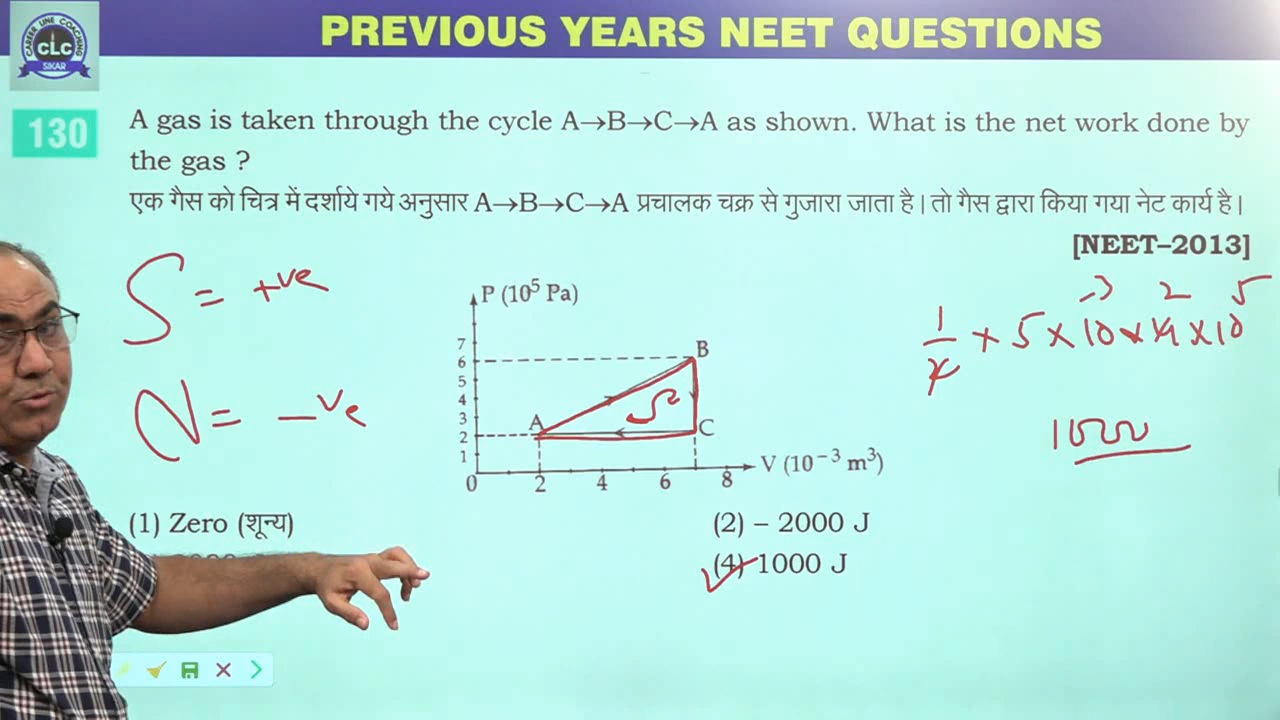 PREVIOUS YEARS NEET QUESTIONS
CAREER LINE COACHING
CLC
SIKAR
130
A gas is taken through the cycle A→B→C→A as shown. What is the net work done by
the gas ?
एक गैस को चित्र में दर्शाये गये अनुसार A→B→C→A प्रचालक चक्र से गुजारा जाता है। तो गैस द्वारा किया गया नेट कार्य है।
[NEET–2013]
S = +ve
N = –ve
P (10⁵ Pa)
7
6
5
4
3
2
1
0
2
4
6
8
A
B
C
V (10⁻³ m³)
1/2 × 5 × 10⁻³ × 4 × 10⁵
2
1000
(1) Zero (शून्य)
(2) – 2000 J
(4) 1000 J